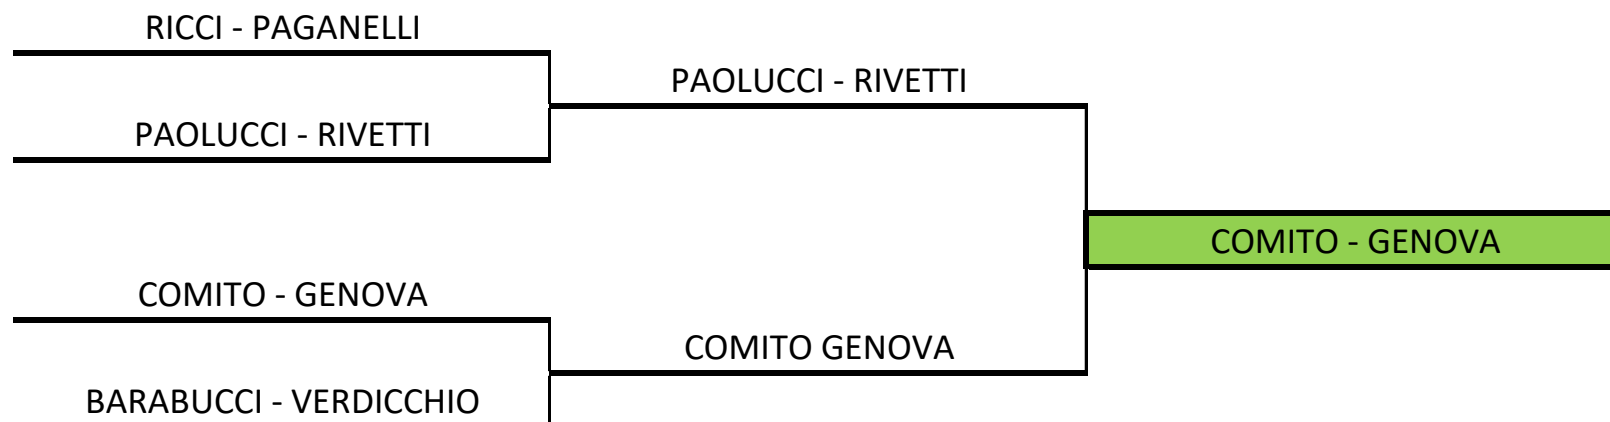 RICCI - PAGANELLI
PAOLUCCI - RIVETTI
PAOLUCCI - RIVETTI
COMITO - GENOVA
COMITO - GENOVA
COMITO GENOVA
BARABUCCI - VERDICCHIO